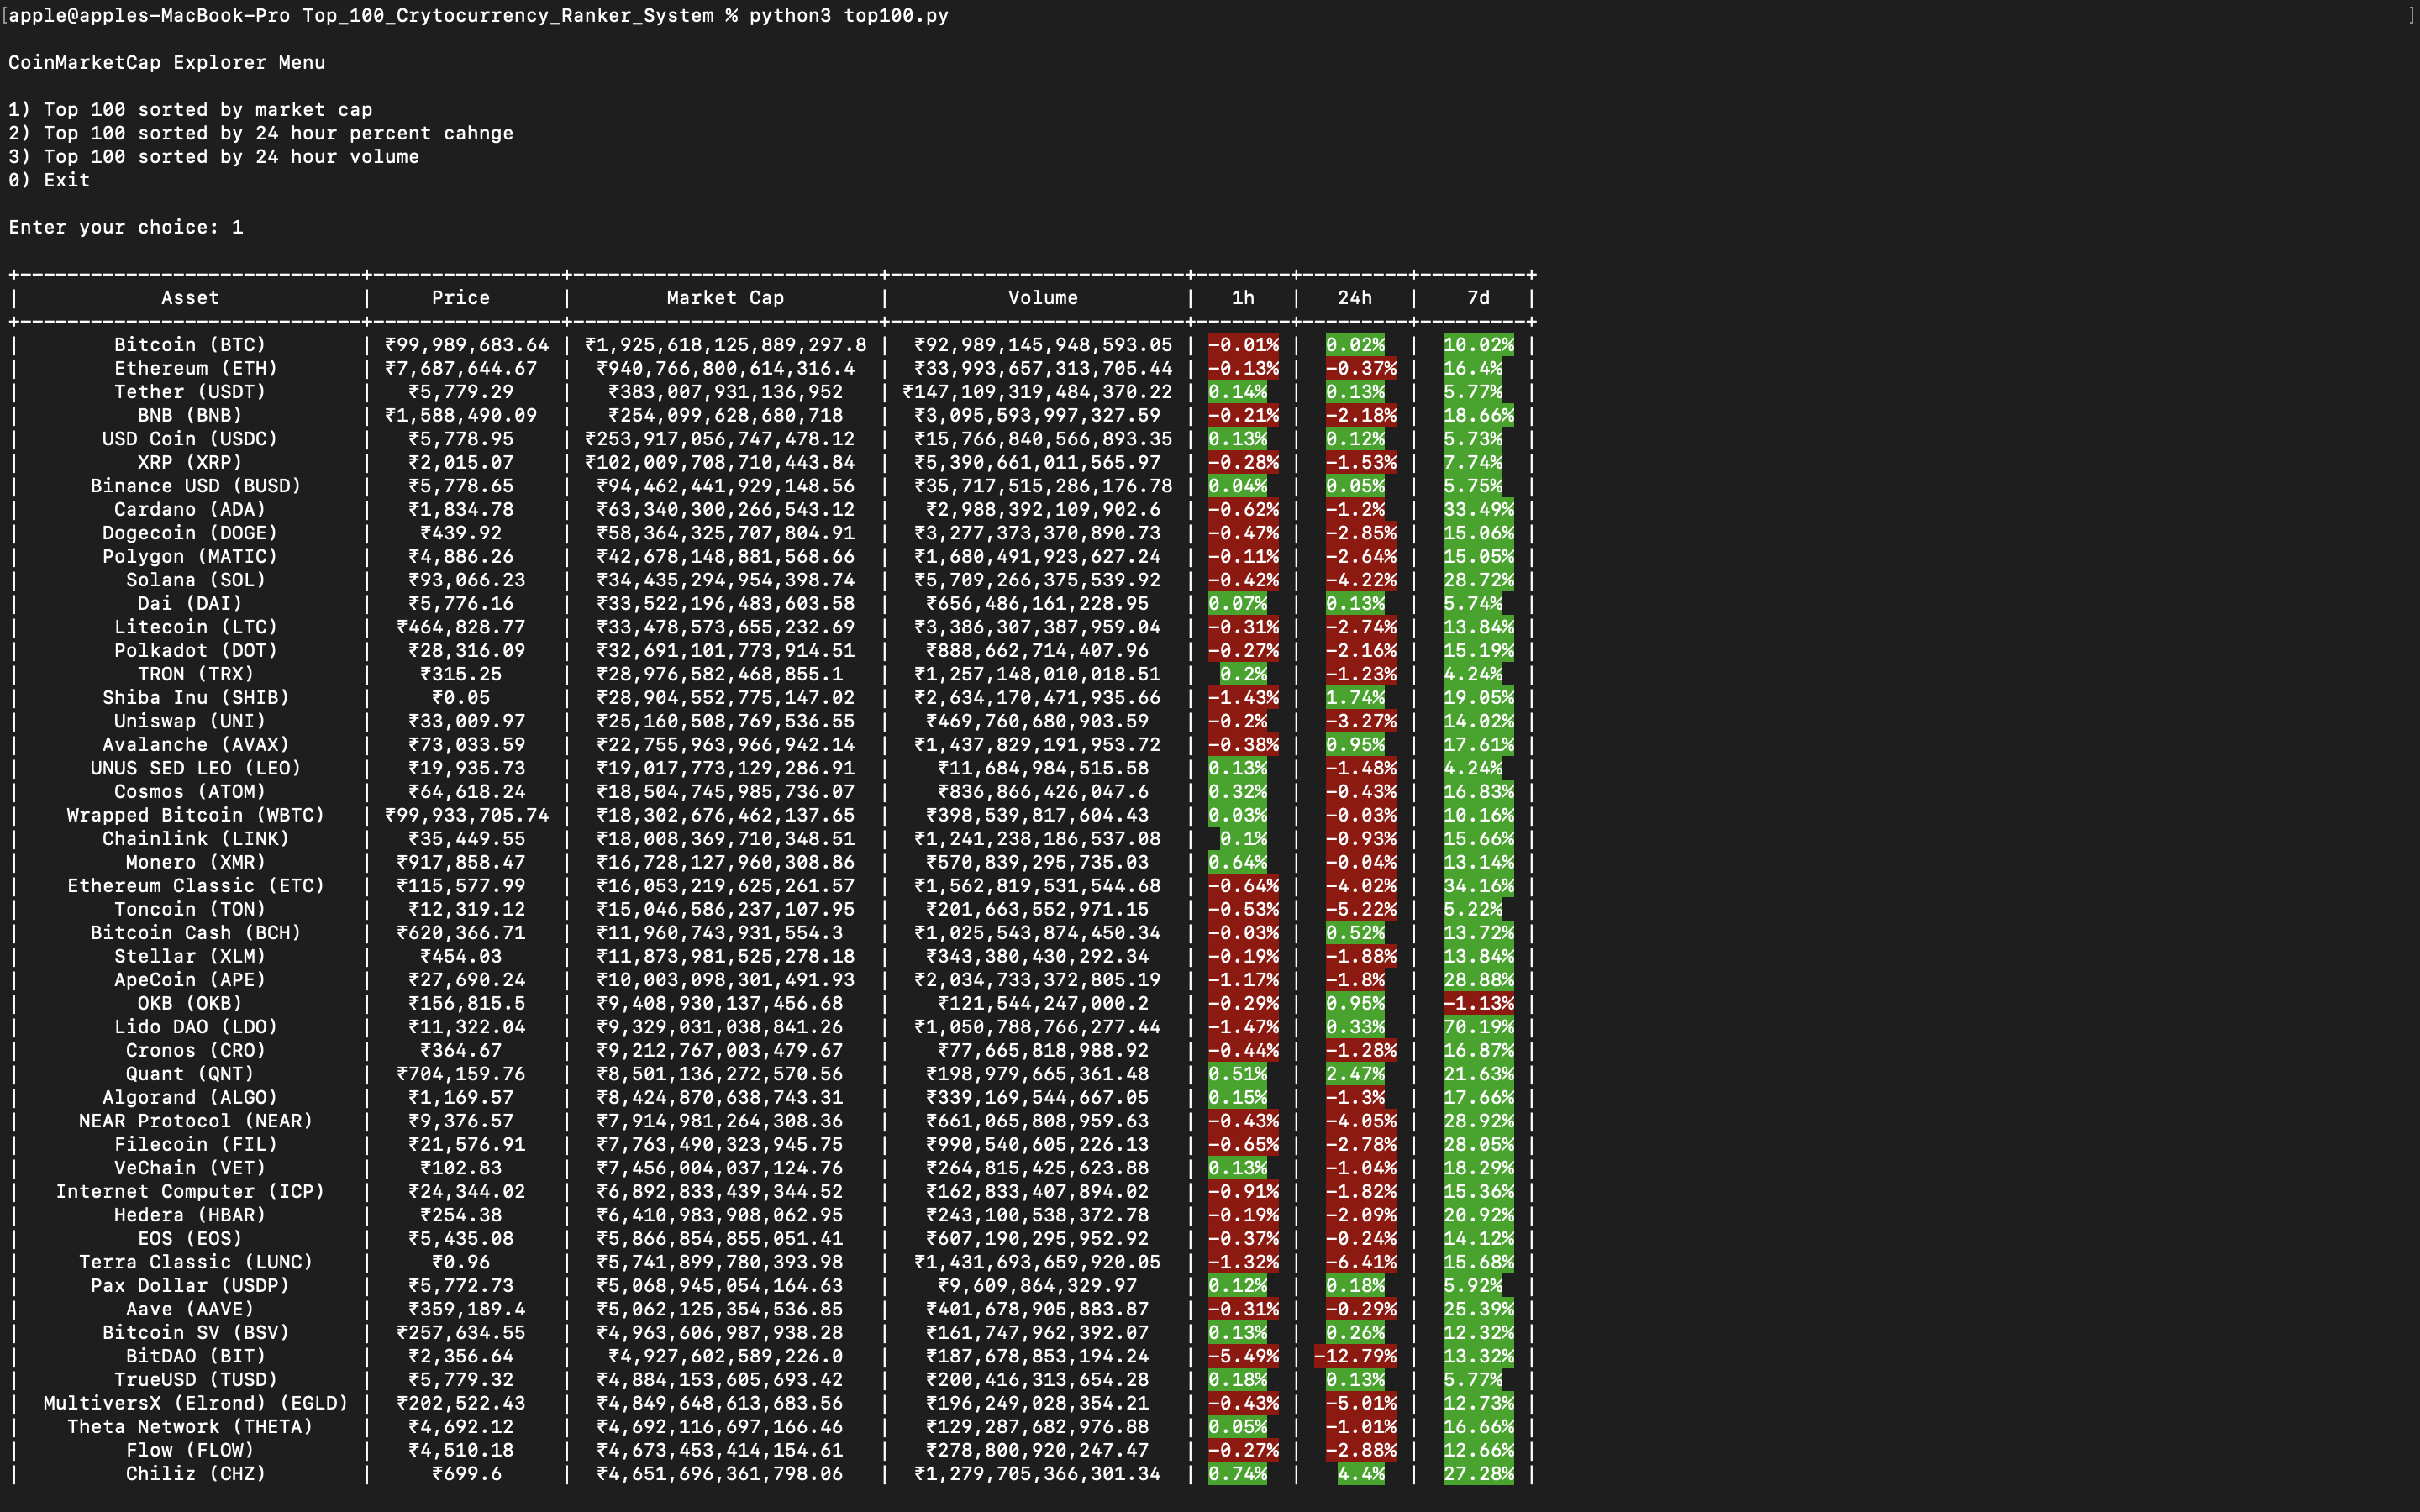 [apple@apples-MacBook-Pro Top_100_Crytocurrency_Ranker_System % python3 top100.py ]
CoinMarketCap Explorer Menu
1) Top 100 sorted by market cap
2) Top 100 sorted by 24 hour percent cahnge
3) Top 100 sorted by 24 hour volume
0) Exit
Enter your choice: 1
| Asset | Price | Market Cap | Volume | 1h | 24h | 7d |
| Bitcoin (BTC) | ₹99,989,683.64 | ₹1,925,618,125,889,297.8 | ₹92,989,145,948,593.05 | -0.01% | 0.02% | 10.02% |
| Ethereum (ETH) | ₹7,687,644.67 | ₹940,766,800,614,316.4 | ₹33,993,657,313,705.44 | -0.13% | -0.37% | 16.4% |
| Tether (USDT) | ₹5,779.29 | ₹383,007,931,136,952 | ₹147,109,319,484,370.22 | 0.14% | 0.13% | 5.77% |
| BNB (BNB) | ₹1,588,490.09 | ₹254,099,628,680,718 | ₹3,095,593,997,327.59 | -0.21% | -2.18% | 18.66% |
| USD Coin (USDC) | ₹5,778.95 | ₹253,917,056,747,478.12 | ₹15,766,840,566,893.35 | 0.13% | 0.12% | 5.73% |
| XRP (XRP) | ₹2,015.07 | ₹102,009,708,710,443.84 | ₹5,390,661,011,565.97 | -0.28% | -1.53% | 7.74% |
| Binance USD (BUSD) | ₹5,778.65 | ₹94,462,441,929,148.56 | ₹35,717,515,286,176.78 | 0.04% | 0.05% | 5.75% |
| Cardano (ADA) | ₹1,834.78 | ₹63,340,300,266,543.12 | ₹2,988,392,109,902.6 | -0.62% | -1.2% | 33.49% |
| Dogecoin (DOGE) | ₹439.92 | ₹58,364,325,707,804.91 | ₹3,277,373,370,890.73 | -0.47% | -2.85% | 15.06% |
| Polygon (MATIC) | ₹4,886.26 | ₹42,678,148,881,568.66 | ₹1,680,491,923,627.24 | -0.11% | -2.64% | 15.05% |
| Solana (SOL) | ₹93,066.23 | ₹34,435,294,954,398.74 | ₹5,709,266,375,539.92 | -0.42% | -4.22% | 28.72% |
| Dai (DAI) | ₹5,776.16 | ₹33,522,196,483,603.58 | ₹656,486,161,228.95 | 0.07% | 0.13% | 5.74% |
| Litecoin (LTC) | ₹464,828.77 | ₹33,478,573,655,232.69 | ₹3,386,307,387,959.04 | -0.31% | -2.74% | 13.84% |
| Polkadot (DOT) | ₹28,316.09 | ₹32,691,101,773,914.51 | ₹888,662,714,407.96 | -0.27% | -2.16% | 15.19% |
| TRON (TRX) | ₹315.25 | ₹28,976,582,468,855.1 | ₹1,257,148,010,018.51 | 0.2% | -1.23% | 4.24% |
| Shiba Inu (SHIB) | ₹0.05 | ₹28,904,552,775,147.02 | ₹2,634,170,471,935.66 | -1.43% | 1.74% | 19.05% |
| Uniswap (UNI) | ₹33,009.97 | ₹25,160,508,769,536.55 | ₹469,760,680,903.59 | -0.2% | -3.27% | 14.02% |
| Avalanche (AVAX) | ₹73,033.59 | ₹22,755,963,966,942.14 | ₹1,437,829,191,953.72 | -0.38% | 0.95% | 17.61% |
| UNUS SED LEO (LEO) | ₹19,935.73 | ₹19,017,773,129,286.91 | ₹11,684,984,515.58 | 0.13% | -1.48% | 4.24% |
| Cosmos (ATOM) | ₹64,618.24 | ₹18,504,745,985,736.07 | ₹836,866,426,047.6 | 0.32% | -0.43% | 16.83% |
| Wrapped Bitcoin (WBTC) | ₹99,933,705.74 | ₹18,302,676,462,137.65 | ₹398,539,817,604.43 | 0.03% | -0.03% | 10.16% |
| Chainlink (LINK) | ₹35,449.55 | ₹18,008,369,710,348.51 | ₹1,241,238,186,537.08 | 0.1% | -0.93% | 15.66% |
| Monero (XMR) | ₹917,858.47 | ₹16,728,127,960,308.86 | ₹570,839,295,735.03 | 0.64% | -0.04% | 13.14% |
| Ethereum Classic (ETC) | ₹115,577.99 | ₹16,053,219,625,261.57 | ₹1,562,819,531,544.68 | -0.64% | -4.02% | 34.16% |
| Toncoin (TON) | ₹12,319.12 | ₹15,046,586,237,107.95 | ₹201,663,552,971.15 | -0.53% | -5.22% | 5.22% |
| Bitcoin Cash (BCH) | ₹620,366.71 | ₹11,960,743,931,554.3 | ₹1,025,543,874,450.34 | -0.03% | 0.52% | 13.72% |
| Stellar (XLM) | ₹454.03 | ₹11,873,981,525,278.18 | ₹343,380,430,292.34 | -0.19% | -1.88% | 13.84% |
| ApeCoin (APE) | ₹27,690.24 | ₹10,003,098,301,491.93 | ₹2,034,733,372,805.19 | -1.17% | -1.8% | 28.88% |
| OKB (OKB) | ₹156,815.5 | ₹9,408,930,137,456.68 | ₹121,544,247,000.2 | -0.29% | 0.95% | -1.13% |
| Lido DAO (LDO) | ₹11,322.04 | ₹9,329,031,038,841.26 | ₹1,050,788,766,277.44 | -1.47% | 0.33% | 70.19% |
| Cronos (CRO) | ₹364.67 | ₹9,212,767,003,479.67 | ₹77,665,818,988.92 | -0.44% | -1.28% | 16.87% |
| Quant (QNT) | ₹704,159.76 | ₹8,501,136,272,570.56 | ₹198,979,665,361.48 | 0.51% | 2.47% | 21.63% |
| Algorand (ALGO) | ₹1,169.57 | ₹8,424,870,638,743.31 | ₹339,169,544,667.05 | 0.15% | -1.3% | 17.66% |
| NEAR Protocol (NEAR) | ₹9,376.57 | ₹7,914,981,264,308.36 | ₹661,065,808,959.63 | -0.43% | -4.05% | 28.92% |
| Filecoin (FIL) | ₹21,576.91 | ₹7,763,490,323,945.75 | ₹990,540,605,226.13 | -0.65% | -2.78% | 28.05% |
| VeChain (VET) | ₹102.83 | ₹7,456,004,037,124.76 | ₹264,815,425,623.88 | 0.13% | -1.04% | 18.29% |
| Internet Computer (ICP) | ₹24,344.02 | ₹6,892,833,439,344.52 | ₹162,833,407,894.02 | -0.91% | -1.82% | 15.36% |
| Hedera (HBAR) | ₹254.38 | ₹6,410,983,908,062.95 | ₹243,100,538,372.78 | -0.19% | -2.09% | 20.92% |
| EOS (EOS) | ₹5,435.08 | ₹5,866,854,855,051.41 | ₹607,190,295,952.92 | -0.37% | -0.24% | 14.12% |
| Terra Classic (LUNC) | ₹0.96 | ₹5,741,899,780,393.98 | ₹1,431,693,659,920.05 | -1.32% | -6.41% | 15.68% |
| Pax Dollar (USDP) | ₹5,772.73 | ₹5,068,945,054,164.63 | ₹9,609,864,329.97 | 0.12% | 0.18% | 5.92% |
| Aave (AAVE) | ₹359,189.4 | ₹5,062,125,354,536.85 | ₹401,678,905,883.87 | -0.31% | -0.29% | 25.39% |
| Bitcoin SV (BSV) | ₹257,634.55 | ₹4,963,606,987,938.28 | ₹161,747,962,392.07 | 0.13% | 0.26% | 12.32% |
| BitDAO (BIT) | ₹2,356.64 | ₹4,927,602,589,226.0 | ₹187,678,853,194.24 | -5.49% | -12.79% | 13.32% |
| TrueUSD (TUSD) | ₹5,779.32 | ₹4,884,153,605,693.42 | ₹200,416,313,654.28 | 0.18% | 0.13% | 5.77% |
| MultiversX (Elrond) (EGLD) | ₹202,522.43 | ₹4,849,648,613,683.56 | ₹196,249,028,354.21 | -0.43% | -5.01% | 12.73% |
| Theta Network (THETA) | ₹4,692.12 | ₹4,692,116,697,166.46 | ₹129,287,682,976.88 | 0.05% | -1.01% | 16.66% |
| Flow (FLOW) | ₹4,510.18 | ₹4,673,453,414,154.61 | ₹278,800,920,247.47 | -0.27% | -2.88% | 12.66% |
| Chiliz (CHZ) | ₹699.6 | ₹4,651,696,361,798.06 | ₹1,279,705,366,301.34 | 0.74% | 4.4% | 27.28% |